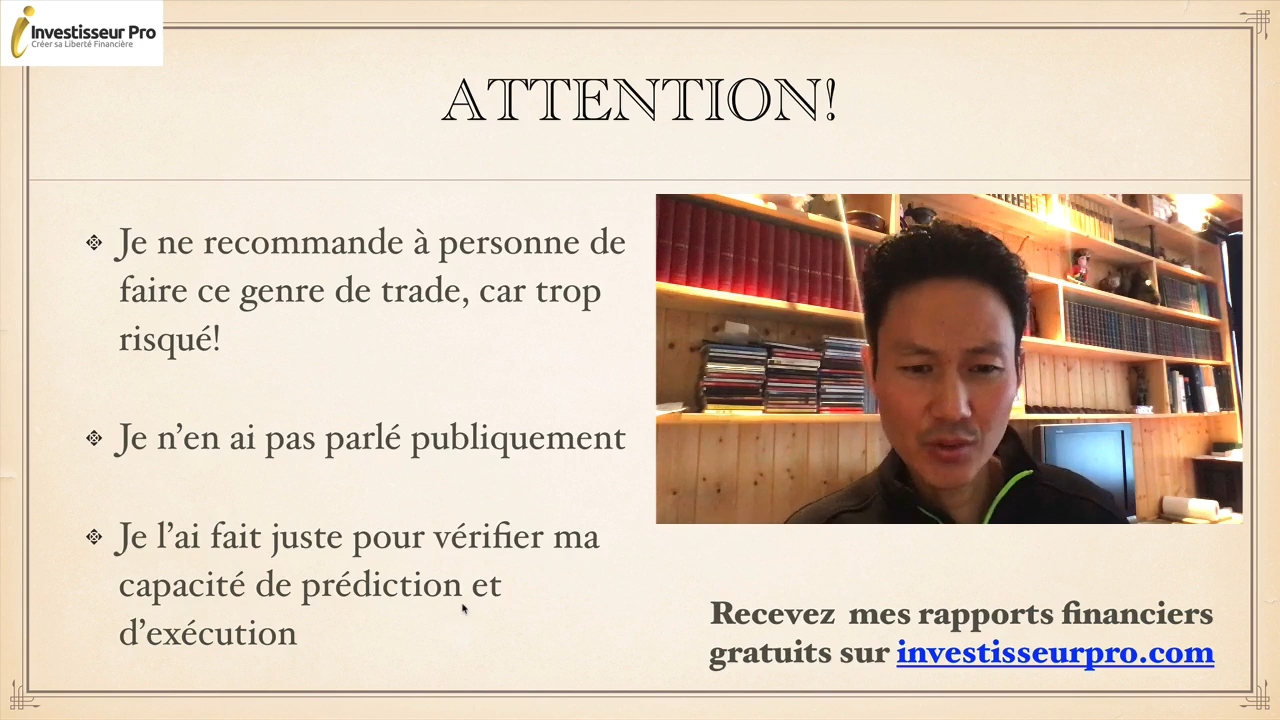 Investisseur Pro
Créer sa Liberté Financière
ATTENTION!
Je ne recommande à personne de
faire ce genre de trade, car trop
risqué!
Je n’en ai pas parlé publiquement
Je l’ai fait juste pour vérifier ma
capacité de prédiction et
d’exécution
Recevez mes rapports financiers
gratuits sur investisseurpro.com